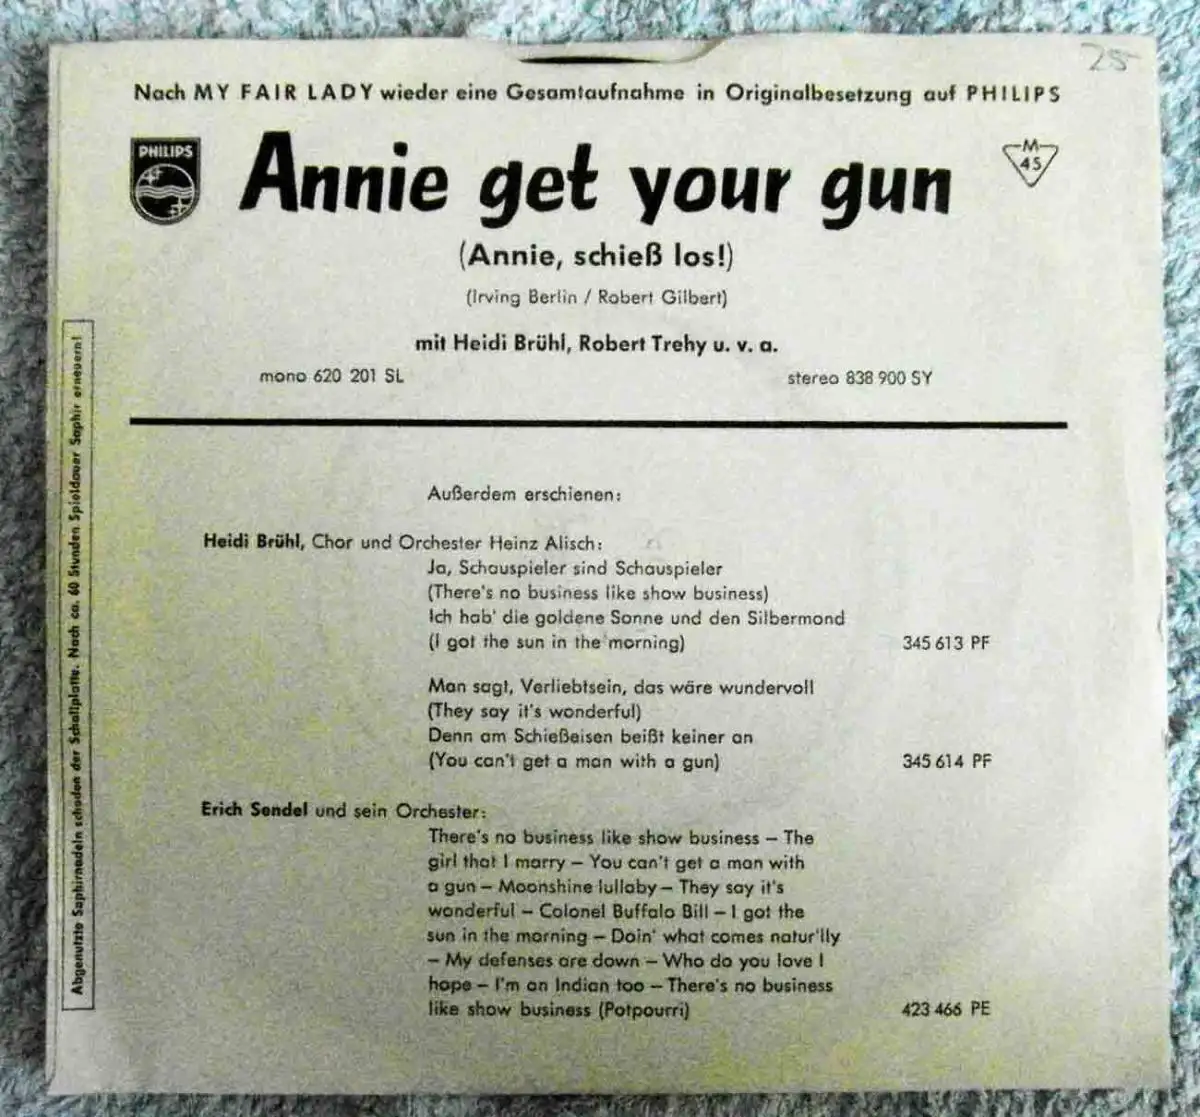 25-
Nach MY FAIR LADY wieder eine Gesamtaufnahme in Originalbesetzung auf PHILIPS
PHILIPS
Annie get your gun
M
45
(Annie, schieß los!)
(Irving Berlin / Robert Gilbert)
mit Heidi Brühl, Robert Trehy u. v. a.
mono 620 201 SL
stereo 838 900 SY
Außerdem erschienen:
Heidi Brühl, Chor und Orchester Heinz Alisch:
Ja, Schauspieler sind Schauspieler
(There's no business like show business)
Ich hab' die goldene Sonne und den Silbermond
(I got the sun in the morning) 345 613 PF
Man sagt, Verliebtsein, das wäre wundervoll
(They say it's wonderful)
Denn am Schießeisen beißt keiner an
(You can't get a man with a gun) 345 614 PF
Erich Sendel und sein Orchester:
There's no business like show business – The
girl that I marry – You can't get a man with
a gun – Moonshine lullaby – They say it's
wonderful – Colonel Buffalo Bill – I got the
sun in the morning – Doin' what comes natur'lly
– My defenses are down – Who do you love I
hope – I'm an Indian too – There's no business
like show business (Potpourri) 423 466 PE
Abgenutzte Saphirnadeln schaden der Schallplatte. Nach ca. 60 Stunden Spieldauer Saphir erneuern!